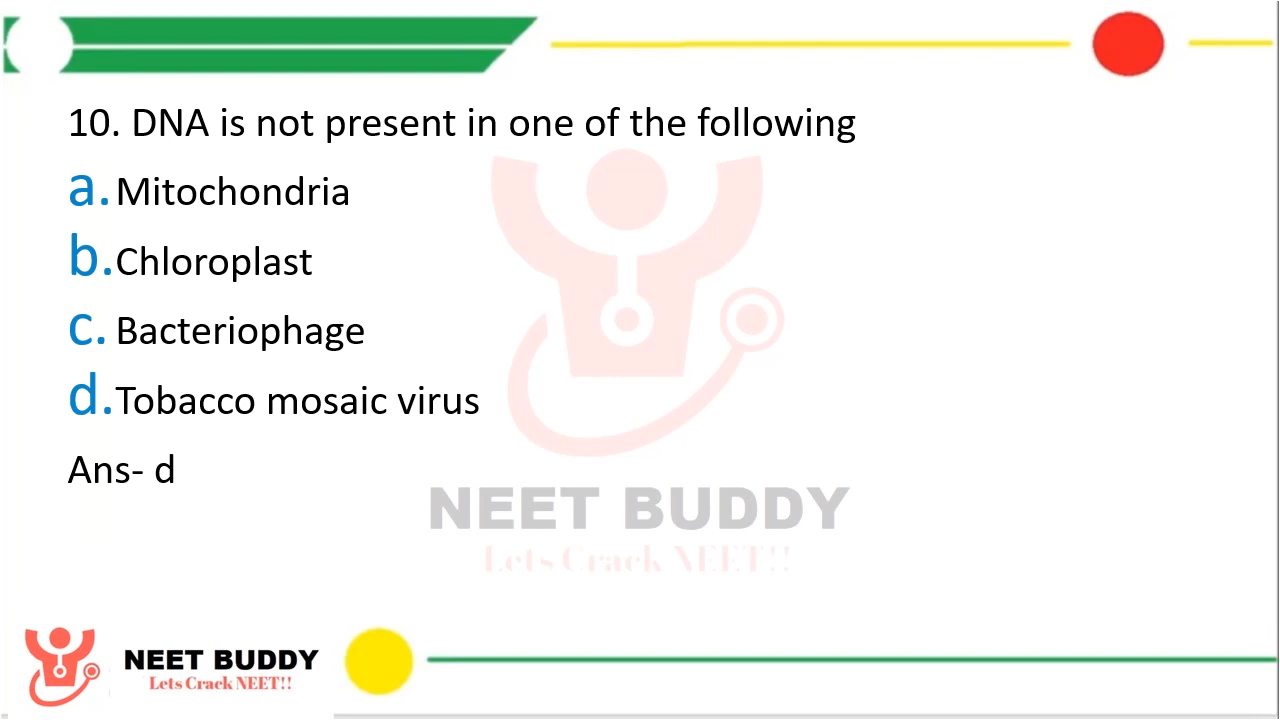 10. DNA is not present in one of the following
a. Mitochondria
b. Chloroplast
c. Bacteriophage
d. Tobacco mosaic virus
Ans- d
NEET BUDDY
Lets Crack NEET!!
NEET BUDDY
Lets Crack NEET!!